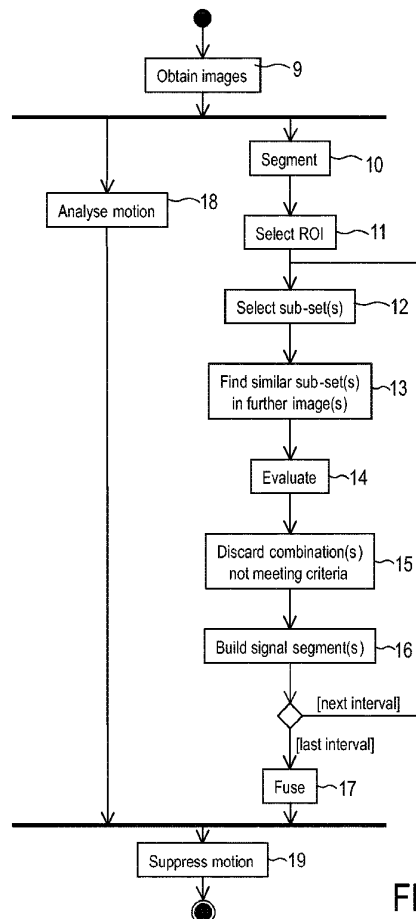 Obtain images 9
Segment 10
Analyse motion 18
Select ROI 11
Select sub-set(s) 12
Find similar sub-set(s)
in further image(s) 13
Evaluate 14
Discard combination(s)
not meeting criteria 15
Build signal segment(s) 16
[next interval]
[last interval]
Fuse 17
Suppress motion 19